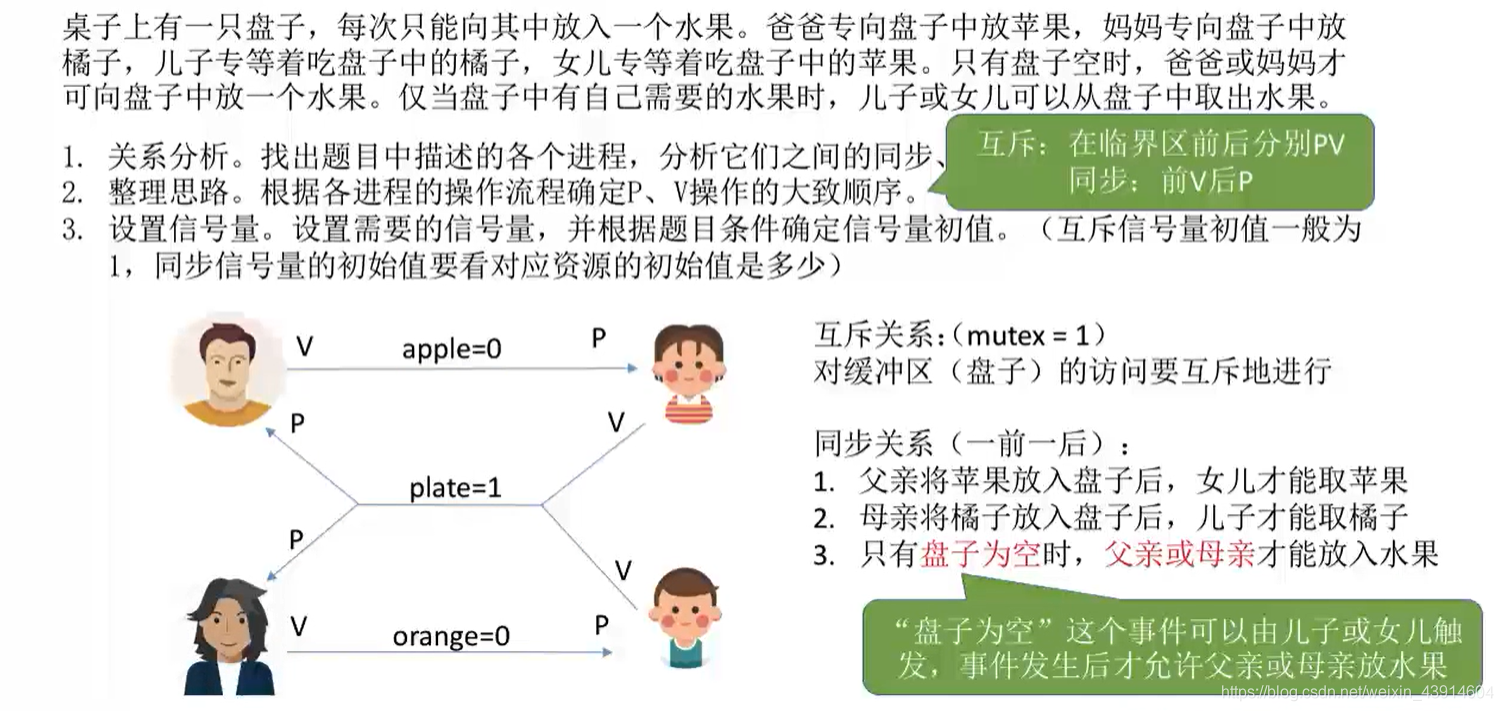 桌子上有一只盘子，每次只能向其中放入一个水果。爸爸专向盘子中放苹果，妈妈专向盘子中放
橘子，儿子专等着吃盘子中的橘子，女儿专等着吃盘子中的苹果。只有盘子空时，爸爸或妈妈才
可向盘子中放一个水果。仅当盘子中有自己需要的水果时，儿子或女儿可以从盘子中取出水果。
1. 关系分析。找出题目中描述的各个进程，分析它们之间的同步、
2. 整理思路。根据各进程的操作流程确定P、V操作的大致顺序。
互斥：在临界区前后分别PV
同步：前V后P
3. 设置信号量。设置需要的信号量，并根据题目条件确定信号量初值。（互斥信号量初值一般为
1，同步信号量的初始值要看对应资源的初始值是多少）
V apple=0 P
P V
plate=1
P V
V orange=0 P
互斥关系：（mutex = 1）
对缓冲区（盘子）的访问要互斥地进行
同步关系（一前一后）：
1. 父亲将苹果放入盘子后，女儿才能取苹果
2. 母亲将橘子放入盘子后，儿子才能取橘子
3. 只有盘子为空时，父亲或母亲才能放入水果
“盘子为空”这个事件可以由儿子或女儿触
发，事件发生后才允许父亲或母亲放水果
https://blog.csdn.net/weixin_43914604